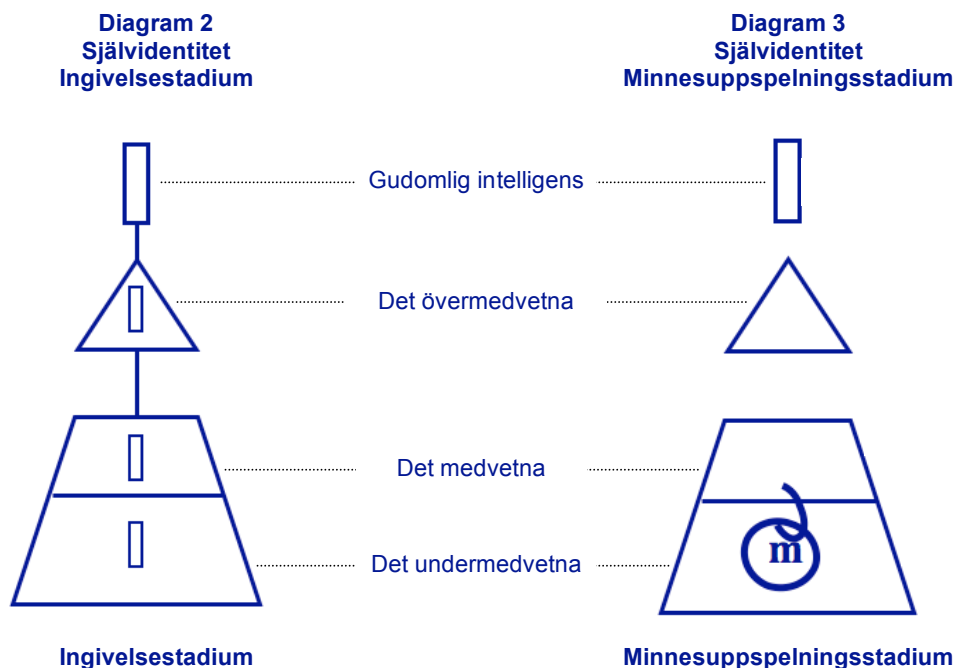 Diagram 2
Självidentitet
Ingivelsestadium
Diagram 3
Självidentitet
Minnesuppspelningsstadium
Gudomlig intelligens
Det övermedvetna
Det medvetna
Det undermedvetna
m
Ingivelsestadium
Minnesuppspelningsstadium